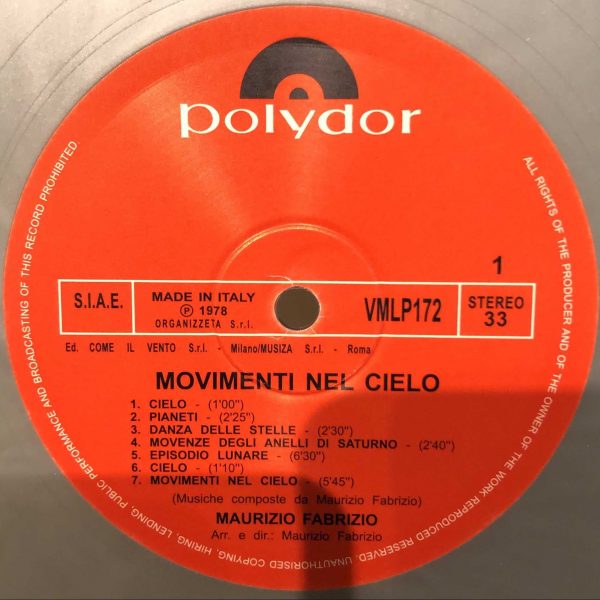 polydor
1
S.I.A.E.
MADE IN ITALY
℗ 1978
ORGANIZZETA S.r.l.
VMLP172
STEREO
33
Ed. COME IL VENTO S.r.l. - Milano/MUSIZA S.r.l. - Roma
MOVIMENTI NEL CIELO
1. CIELO - (1'00")
2. PIANETI - (2'25")
3. DANZA DELLE STELLE - (2'30")
4. MOVENZE DEGLI ANELLI DI SATURNO - (2'40")
5. EPISODIO LUNARE - (6'30")
6. CIELO - (1'10")
7. MOVIMENTI NEL CIELO - (5'45")
(Musiche composte da Maurizio Fabrizio)
MAURIZIO FABRIZIO
Arr. e dir.: Maurizio Fabrizio
ALL RIGHTS OF THE PRODUCER AND OF THE OWNER OF THE WORK REPRODUCED RESERVED. UNAUTHORISED COPYING, HIRING, LENDING, PUBLIC PERFORMANCE AND BROADCASTING OF THIS RECORD PROHIBITED.